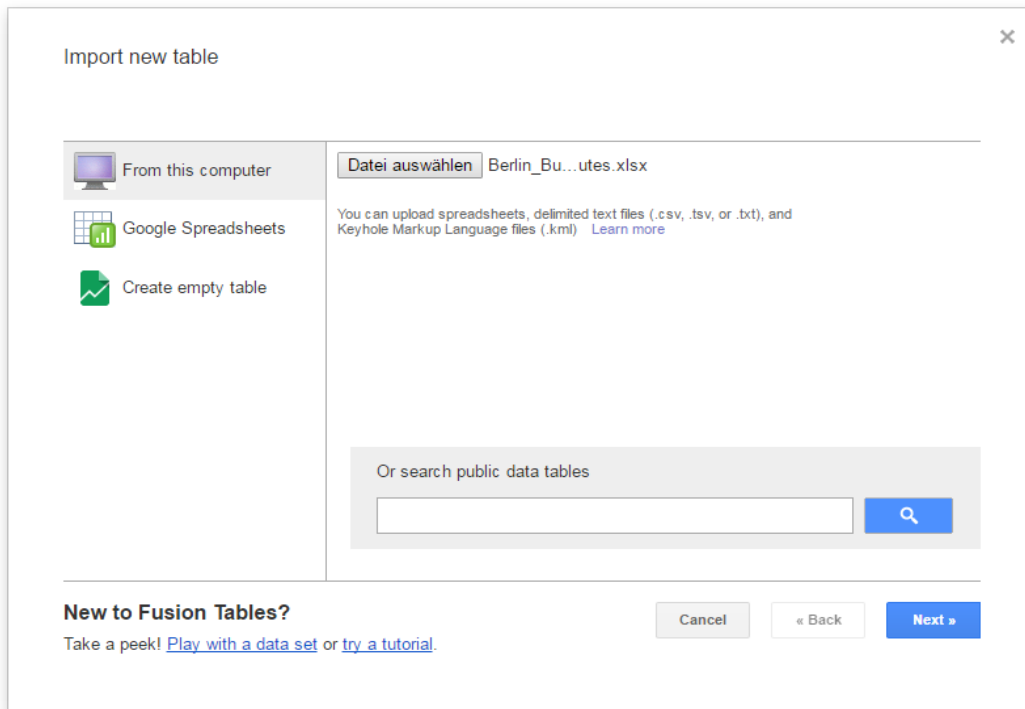 Import new table
From this computer
Google Spreadsheets
Create empty table
Datei auswählen Berlin_Bu...utes.xlsx
You can upload spreadsheets, delimited text files (.csv, .tsv, or .txt), and
Keyhole Markup Language files (.kml) Learn more
Or search public data tables
New to Fusion Tables?
Take a peek! Play with a data set or try a tutorial.
Cancel
« Back
Next »